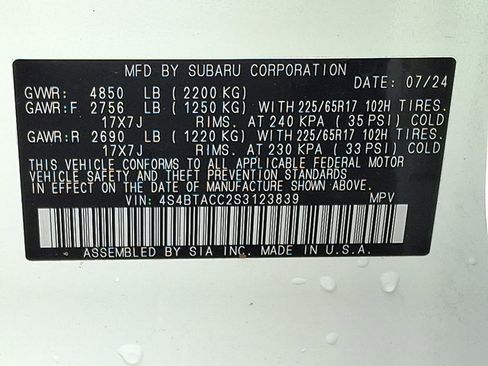 MFD BY SUBARU CORPORATION
DATE: 07/24
GVWR: 4850 LB (2200 KG)
GAWR:F 2756 LB (1250 KG) WITH 225/65R17 102H TIRES.
17X7J RIMS. AT 240 KPA (35 PSI) COLD
GAWR:R 2690 LB (1220 KG) WITH 225/65R17 102H TIRES.
17X7J RIMS. AT 230 KPA (33 PSI) COLD
THIS VEHICLE CONFORMS TO ALL APPLICABLE FEDERAL MOTOR
VEHICLE SAFETY AND THEFT PREVENTION STANDARDS
IN EFFECT ON THE DATE OF MANUFACTURE SHOWN ABOVE.
VIN: 4S4BTACC2S3123839 MPV
ASSEMBLED BY SIA INC. MADE IN U.S.A.